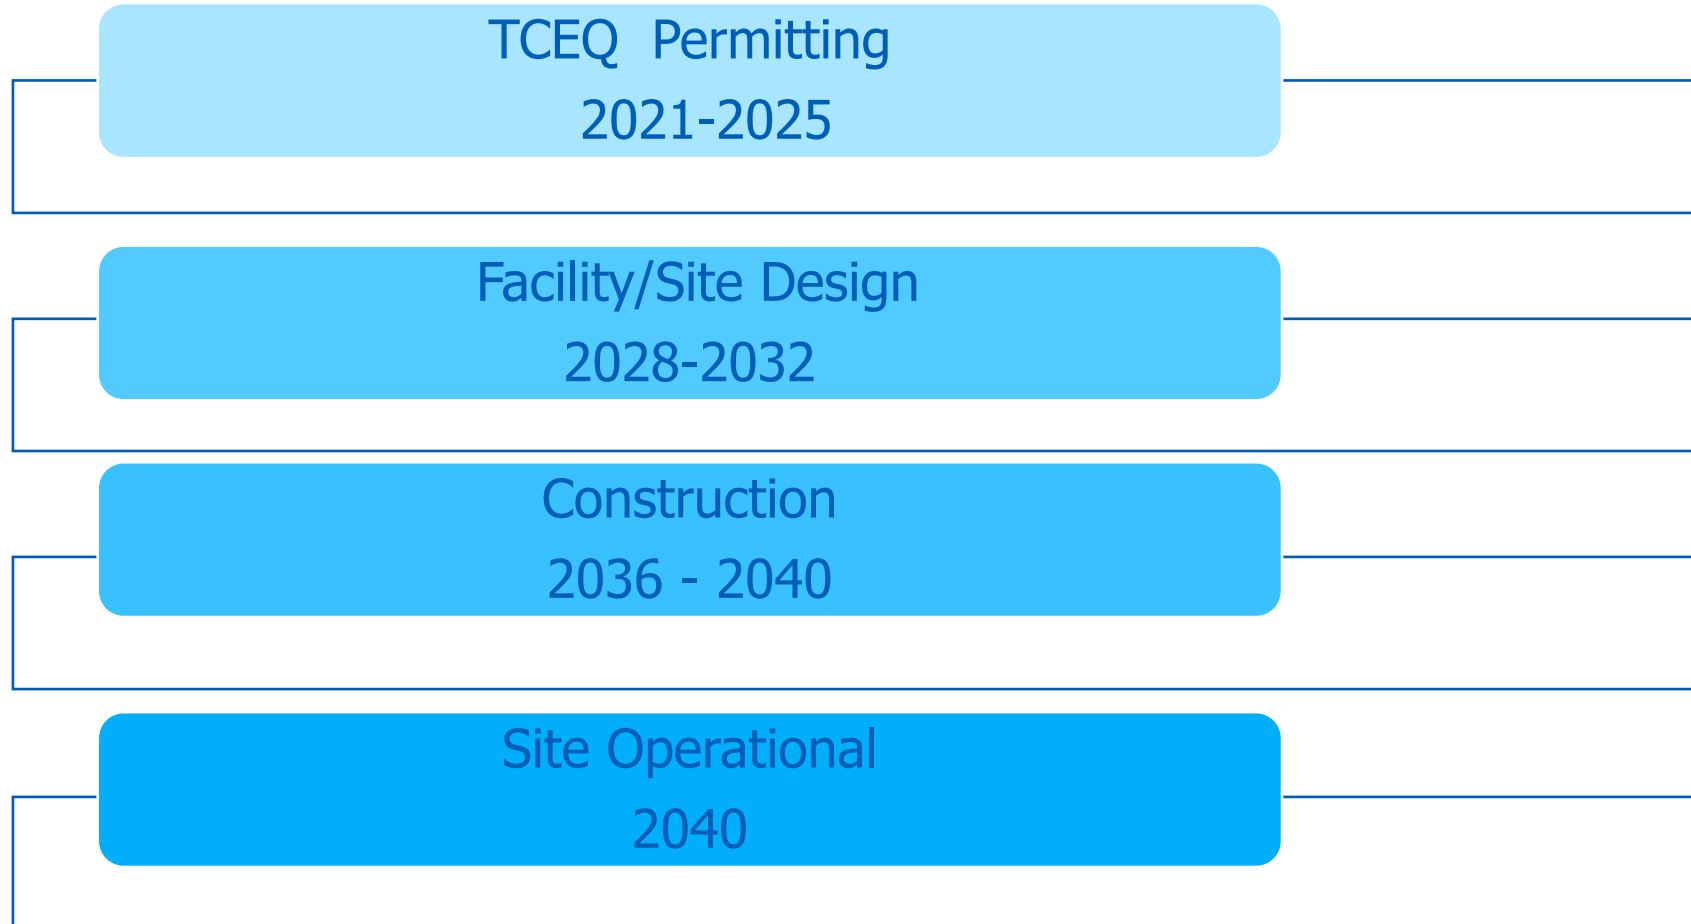 TCEQ  Permitting
2021-2025
Facility/Site Design
2028-2032
Construction
2036 - 2040
Site Operational
2040